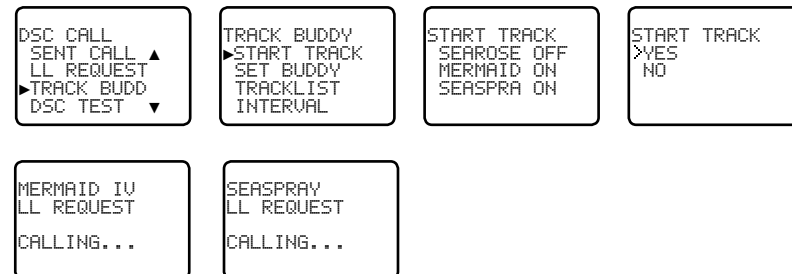 DSC CALL
SENT CALL ▲
LL REQUEST
►TRACK BUDD
DSC TEST ▼
TRACK BUDDY
►START TRACK
SET BUDDY
TRACKLIST
INTERVAL
START TRACK
SEAROSE OFF
MERMAID ON
SEASPRA ON
START TRACK
>YES
NO
MERMAID IV
LL REQUEST
CALLING...
SEASPRAY
LL REQUEST
CALLING...